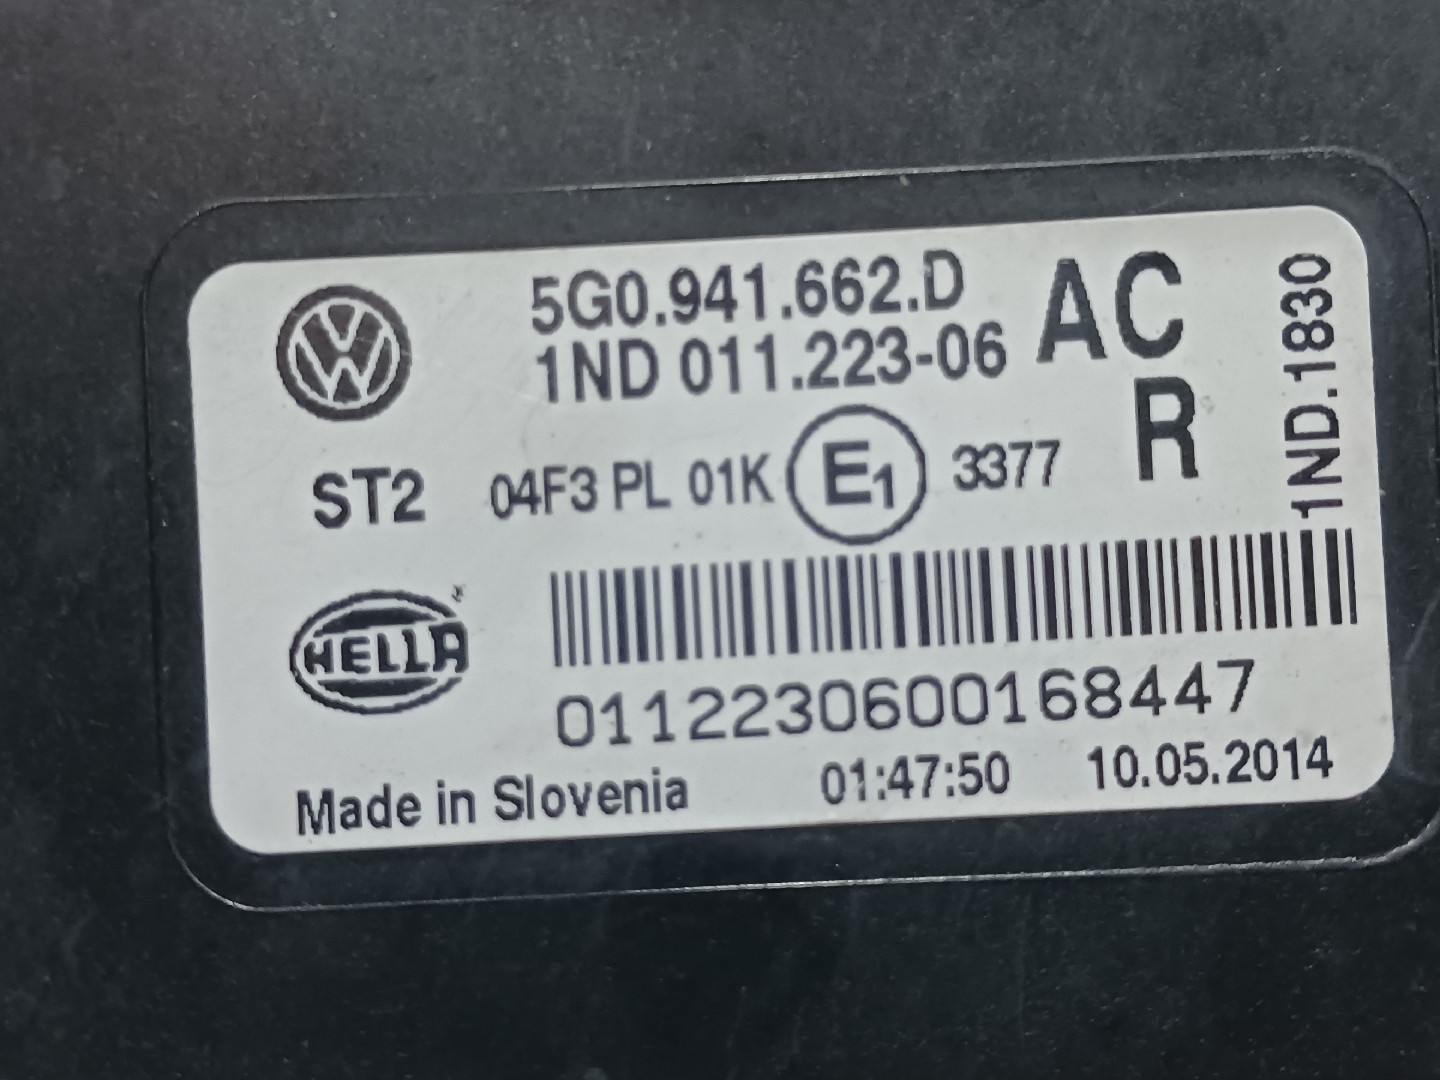 5G0.941.662.D AC
1ND 011.223-06
R
1ND.1830
ST2 04F3 PL 01K E1 3377
HELLA
0112230600168447
Made in Slovenia 01:47:50 10.05.2014